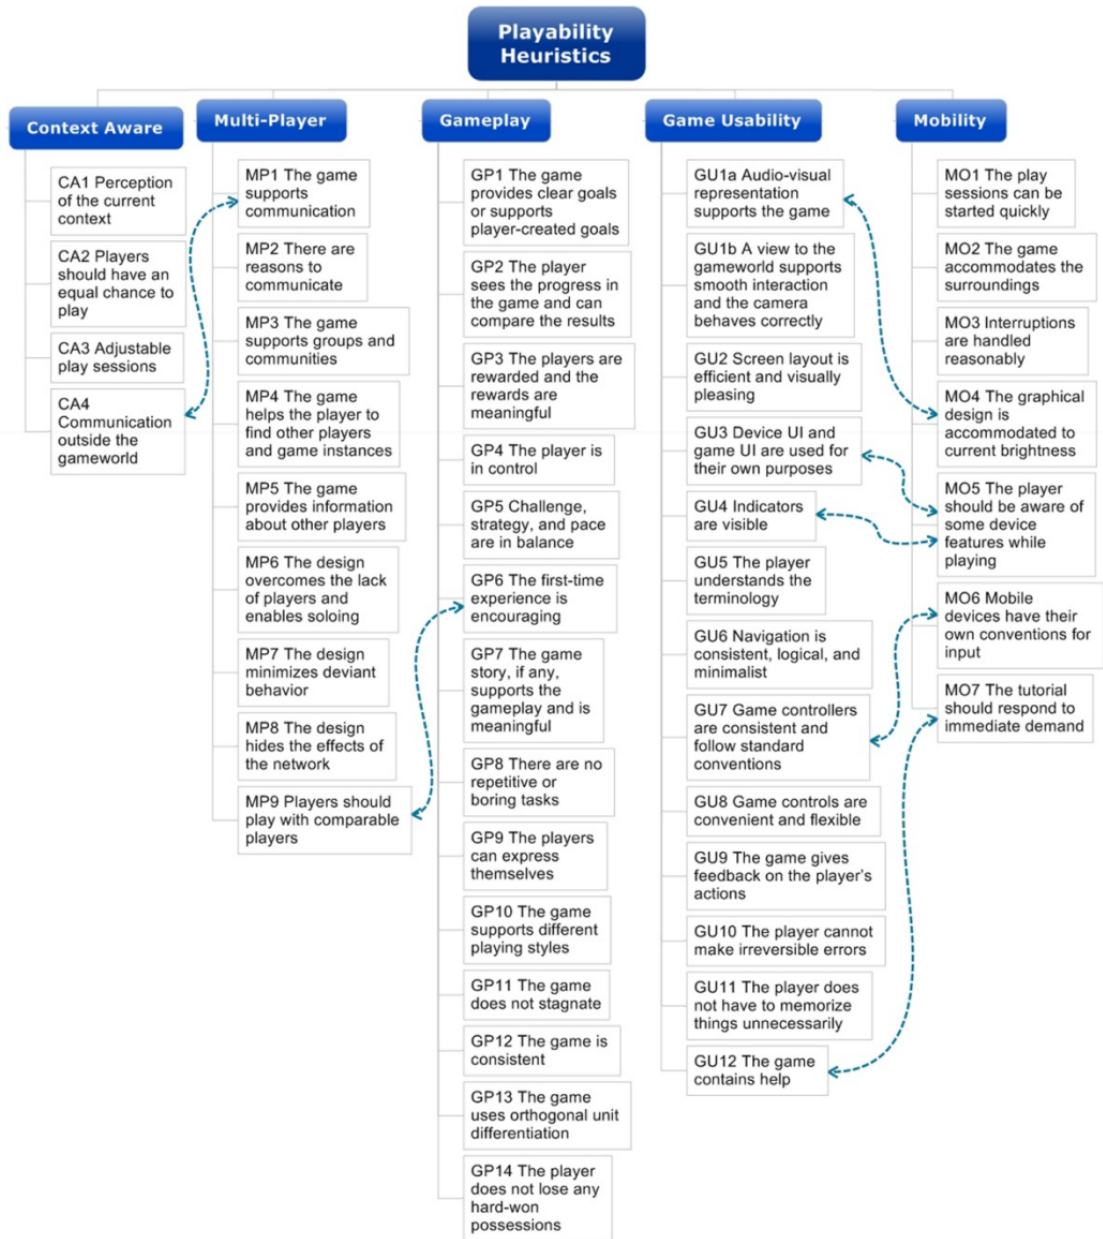 Playability
Heuristics
Context Aware
CA1 Perception
of the current
context
CA2 Players
should have an
equal chance to
play
CA3 Adjustable
play sessions
CA4
Communication
outside the
gameworld
Multi-Player
MP1 The game
supports
communication
MP2 There are
reasons to
communicate
MP3 The game
supports groups and
communities
MP4 The game
helps the player to
find other players
and game instances
MP5 The game
provides information
about other players
MP6 The design
overcomes the lack
of players and
enables soloing
MP7 The design
minimizes deviant
behavior
MP8 The design
hides the effects of
the network
MP9 Players should
play with comparable
players
Gameplay
GP1 The game
provides clear goals
or supports
player-created goals
GP2 The player
sees the progress in
the game and can
compare the results
GP3 The players are
rewarded and the
rewards are
meaningful
GP4 The player is
in control
GP5 Challenge,
strategy, and pace
are in balance
GP6 The first-time
experience is
encouraging
GP7 The game
story, if any,
supports the
gameplay and is
meaningful
GP8 There are no
repetitive or
boring tasks
GP9 The players
can express
themselves
GP10 The game
supports different
playing styles
GP11 The game
does not stagnate
GP12 The game is
consistent
GP13 The game
uses orthogonal unit
differentiation
GP14 The player
does not lose any
hard-won
possessions
Game Usability
GU1a Audio-visual
representation
supports the game
GU1b A view to the
gameworld supports
smooth interaction
and the camera
behaves correctly
GU2 Screen layout is
efficient and visually
pleasing
GU3 Device UI and
game UI are used for
their own purposes
GU4 Indicators
are visible
GU5 The player
understands the
terminology
GU6 Navigation is
consistent, logical, and
minimalist
GU7 Game controllers
are consistent and
follow standard
conventions
GU8 Game controls are
convenient and flexible
GU9 The game gives
feedback on the player's
actions
GU10 The player cannot
make irreversible errors
GU11 The player does
not have to memorize
things unnecessarily
GU12 The game
contains help
Mobility
MO1 The play
sessions can be
started quickly
MO2 The game
accommodates the
surroundings
MO3 Interruptions
are handled
reasonably
MO4 The graphical
design is
accommodated to
current brightness
MO5 The player
should be aware of
some device
features while
playing
MO6 Mobile
devices have their
own conventions for
input
MO7 The tutorial
should respond to
immediate demand